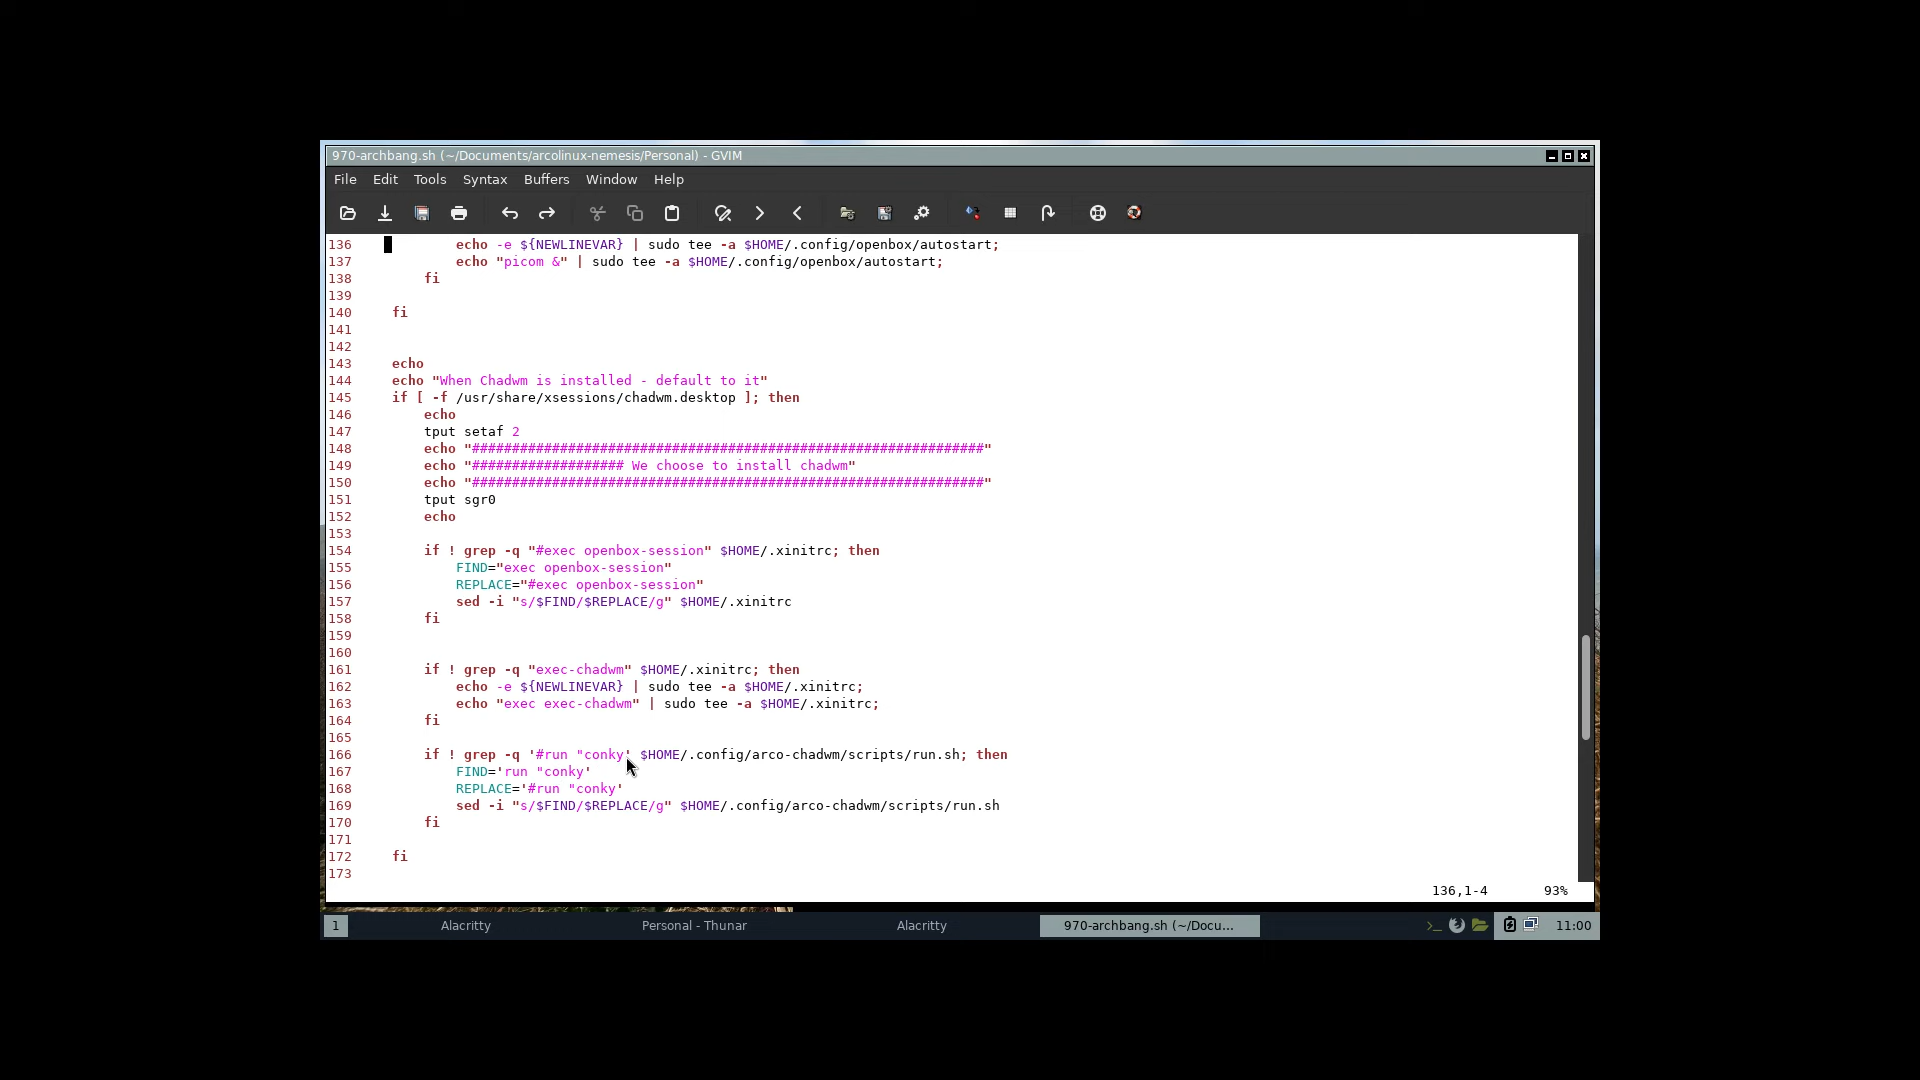 970-archbang.sh (~/Documents/arcolinux-nemesis/Personal) - GVIM
File Edit Tools Syntax Buffers Window Help
136         echo -e ${NEWLINEVAR} | sudo tee -a $HOME/.config/openbox/autostart;
137         echo "picom &" | sudo tee -a $HOME/.config/openbox/autostart;
138     fi
139
140 fi
141
142
143 echo
144 echo "When Chadwm is installed - default to it"
145 if [ -f /usr/share/xsessions/chadwm.desktop ]; then
146     echo
147     tput setaf 2
148     echo "################################################################"
149     echo "################### We choose to install chadwm"
150     echo "################################################################"
151     tput sgr0
152     echo
153
154     if ! grep -q "#exec openbox-session" $HOME/.xinitrc; then
155         FIND="exec openbox-session"
156         REPLACE="#exec openbox-session"
157         sed -i "s/$FIND/$REPLACE/g" $HOME/.xinitrc
158     fi
159
160
161     if ! grep -q "exec-chadwm" $HOME/.xinitrc; then
162         echo -e ${NEWLINEVAR} | sudo tee -a $HOME/.xinitrc;
163         echo "exec exec-chadwm" | sudo tee -a $HOME/.xinitrc;
164     fi
165
166     if ! grep -q '#run "conky' $HOME/.config/arco-chadwm/scripts/run.sh; then
167         FIND='run "conky'
168         REPLACE='#run "conky'
169         sed -i "s/$FIND/$REPLACE/g" $HOME/.config/arco-chadwm/scripts/run.sh
170     fi
171
172 fi
173
136,1-4 93%
1 Alacritty Personal - Thunar Alacritty 970-archbang.sh (~/Docu... >_ 11:00